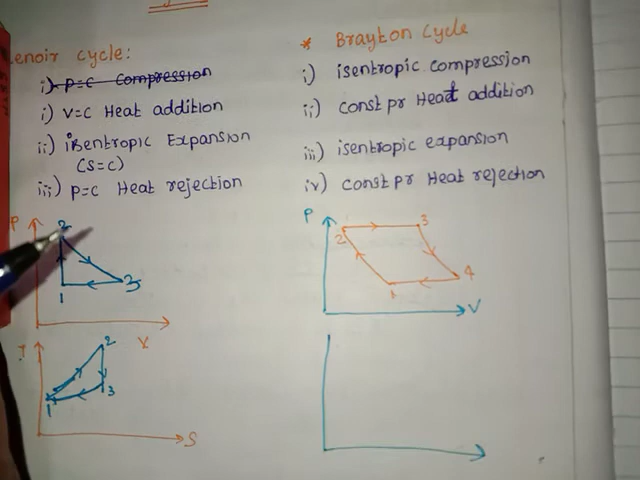 enoir cycle:
i) p=c compression
i) V=C Heat addition
ii) isentropic Expansion
(S=C)
iii) p=c Heat rejection
* Brayton Cycle
i) isentropic compression
ii) const pr Heat addition
iii) isentropic expansion
iv) const pr Heat rejection
P
2
1
3
V
T
2
1
3
S
P
2
3
1
4
V